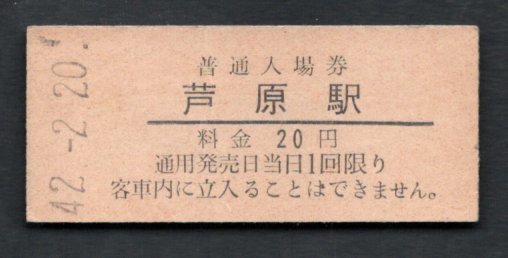 42.-2.20.
普通入場券
芦原駅
料金 20円
通用発売日当日1回限り
客車内に立入ることはできません。